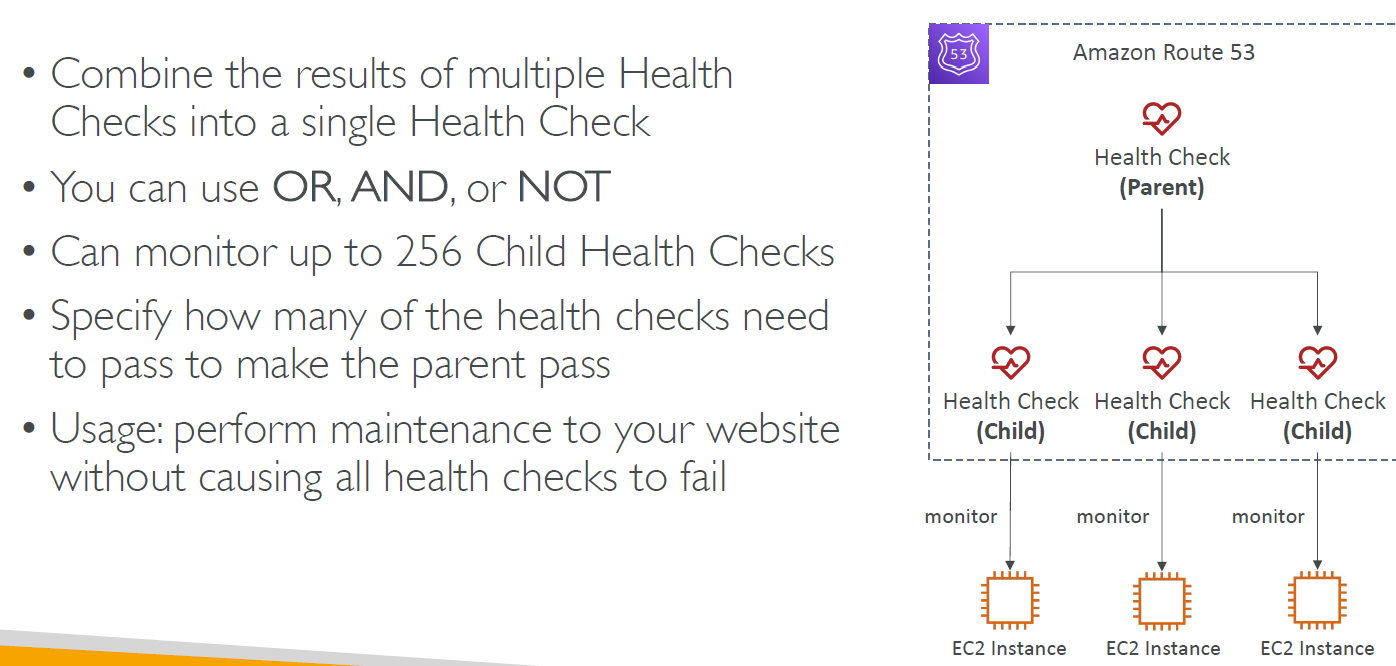 • Combine the results of multiple Health
Checks into a single Health Check
• You can use OR, AND, or NOT
• Can monitor up to 256 Child Health Checks
• Specify how many of the health checks need
to pass to make the parent pass
• Usage: perform maintenance to your website
without causing all health checks to fail
53
Amazon Route 53
Health Check
(Parent)
Health Check Health Check Health Check
(Child) (Child) (Child)
monitor monitor monitor
EC2 Instance EC2 Instance EC2 Instance